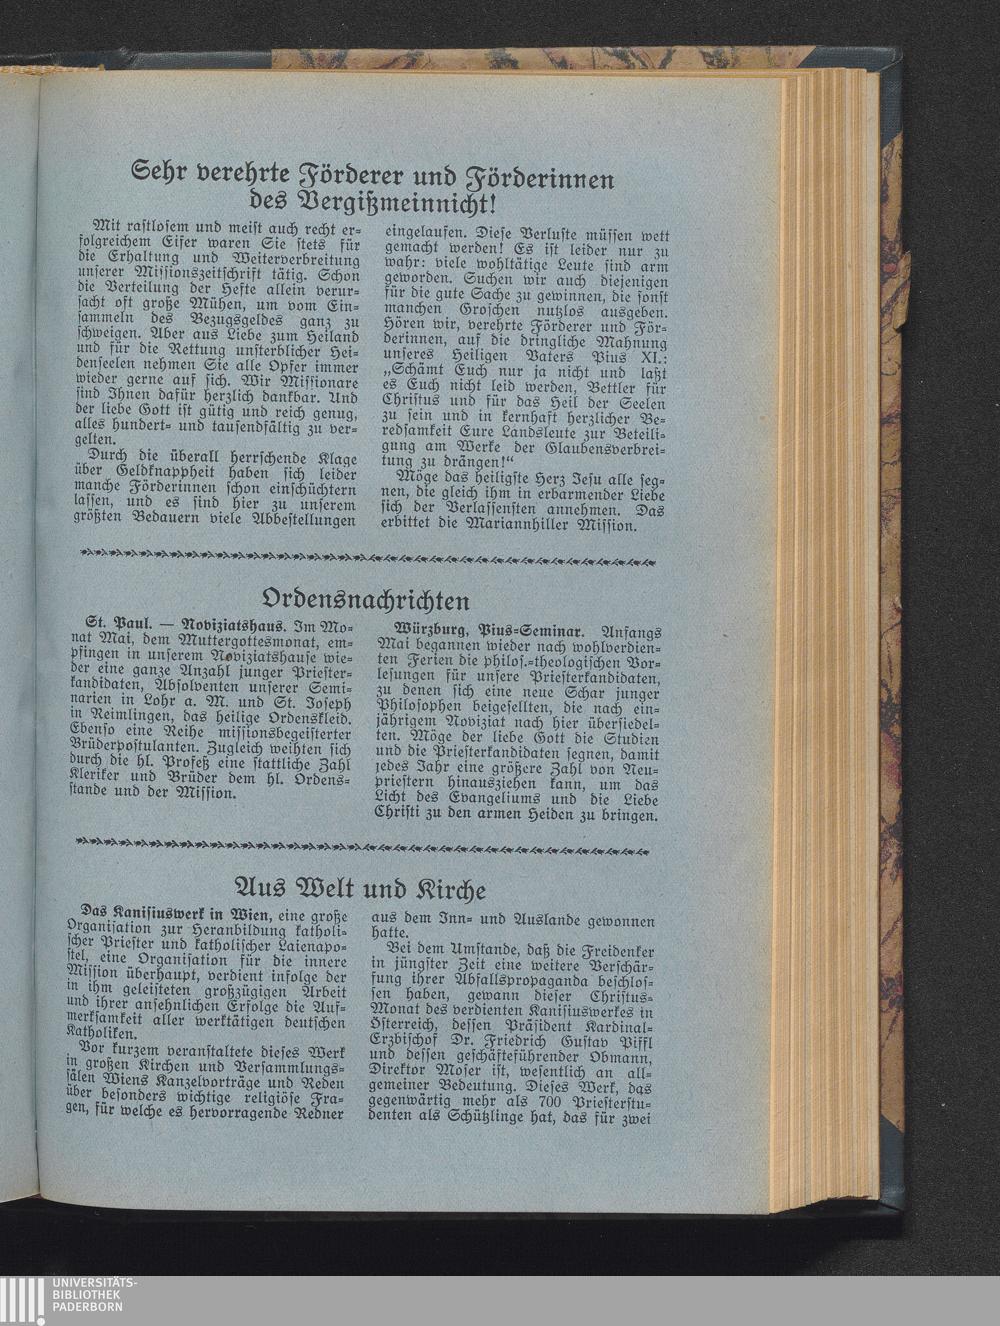 Sehr verehrte Förderer und Förderinnen
des Vergißmeinnicht!
Mit rastlosem und meist auch recht er-
folgreichem Eifer waren Sie stets für
die Erhaltung und Weiterverbreitung
unserer Missionszeitschrift tätig. Schon
die Verteilung der Hefte allein verur-
sacht oft große Mühen, um vom Ein-
sammeln des Bezugsgeldes ganz zu
schweigen. Aber aus Liebe zum Heiland
und für die Rettung unsterblicher Hei-
denseelen nehmen Sie alle Opfer immer
wieder gerne auf sich. Wir Missionare
sind Ihnen dafür herzlich dankbar. Und
der liebe Gott ist gütig und reich genug,
alles hundert- und tausendfältig zu ver-
gelten.
Durch die überall herrschende Klage
über Geldknappheit haben sich leider
manche Förderinnen schon einschüchtern
lassen, und es sind hier zu unserem
größten Bedauern viele Abbestellungen
eingelaufen. Diese Verluste müssen wett
gemacht werden! Es ist leider nur zu
wahr: viele wohltätige Leute sind arm
geworden. Suchen wir auch diejenigen
für die gute Sache zu gewinnen, die sonst
manchen Groschen nutzlos ausgeben.
Hören wir, verehrte Förderer und För-
derinnen, auf die dringliche Mahnung
unseres Heiligen Vaters Pius XI.:
„Schämt Euch nur ja nicht und laßt
es Euch nicht leid werden, Bettler für
Christus und für das Heil der Seelen
zu sein und in kernhaft herzlicher Be-
redsamkeit Eure Landsleute zur Beteili-
gung am Werke der Glaubensverbrei-
tung zu drängen!“
Möge das heiligste Herz Jesu alle seg-
nen, die gleich ihm in erbarmender Liebe
sich der Verlassensten annehmen. Das
erbittet die Mariannhiller Mission.
Ordensnachrichten
St. Paul. — Noviziatshaus. Im Mo-
nat Mai, dem Muttergottesmonat, em-
pfingen in unserem Noviziatshause wie-
der eine ganze Anzahl junger Priester-
kandidaten, Absolventen unserer Semi-
narien in Lohr a. M. und St. Joseph
in Reimlingen, das heilige Ordenskleid.
Ebenso eine Reihe missionsbegeisterter
Brüderpostulanten. Zugleich weihten sich
durch die hl. Profeß eine stattliche Zahl
Kleriker und Brüder dem hl. Ordens-
stande und der Mission.
Würzburg, Pius-Seminar. Anfangs
Mai begannen wieder nach wohlverdien-
ten Ferien die philos.-theologischen Vor-
lesungen für unsere Priesterkandidaten,
zu denen sich eine neue Schar junger
Philosophen beigesellten, die nach ein-
jährigem Noviziat nach hier übersiedel-
ten. Möge der liebe Gott die Studien
und die Priesterkandidaten segnen, damit
jedes Jahr eine größere Zahl von Neu-
priestern hinausziehen kann, um das
Licht des Evangeliums und die Liebe
Christi zu den armen Heiden zu bringen.
Aus Welt und Kirche
Das Kanisiuswerk in Wien, eine große
Organisation zur Heranbildung katholi-
scher Priester und katholischer Laienapo-
stel, eine Organisation für die innere
Mission überhaupt, verdient infolge der
in ihm geleisteten großzügigen Arbeit
und ihrer ansehnlichen Erfolge die Auf-
merksamkeit aller werktätigen deutschen
Katholiken.
Vor kurzem veranstaltete dieses Werk
in großen Kirchen und Versammlungs-
sälen Wiens Kanzelvorträge und Reden
über besonders wichtige religiöse Fra-
gen, für welche es hervorragende Redner
aus dem Inn- und Auslande gewonnen
hatte.
Bei dem Umstande, daß die Freidenker
in jüngster Zeit eine weitere Verschär-
fung ihrer Abfallspropaganda beschlos-
sen haben, gewann dieser Christus-
Monat des verdienten Kanisiuswerkes in
Österreich, dessen Präsident Kardinal-
Erzbischof Dr. Friedrich Gustav Piffl
und dessen geschäfteführender Obmann,
Direktor Moser ist, wesentlich an all-
gemeiner Bedeutung. Dieses Werk, das
gegenwärtig mehr als 700 Priesterstu-
denten als Schützlinge hat, das für zwei
UNIVERSITÄTS-
BIBLIOTHEK
PADERBORN